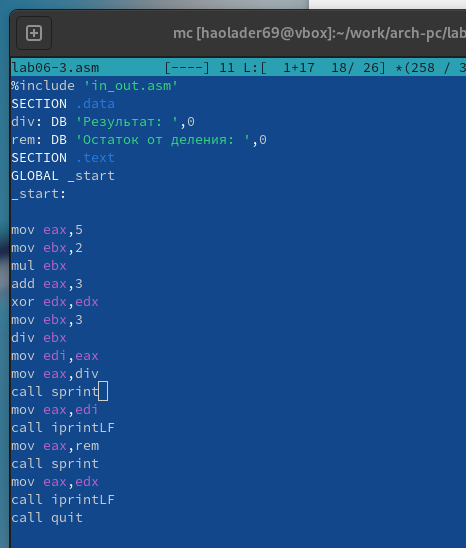 mc [haolader69@vbox]:~/work/arch-pc/lab
lab06-3.asm [----] 11 L:[ 1+17 18/ 26] *(258 / 3
%include 'in_out.asm'
SECTION .data
div: DB 'Результат: ',0
rem: DB 'Остаток от деления: ',0
SECTION .text
GLOBAL _start
_start:
mov eax,5
mov ebx,2
mul ebx
add eax,3
xor edx,edx
mov ebx,3
div ebx
mov edi,eax
mov eax,div
call sprint
mov eax,edi
call iprintLF
mov eax,rem
call sprint
mov eax,edx
call iprintLF
call quit